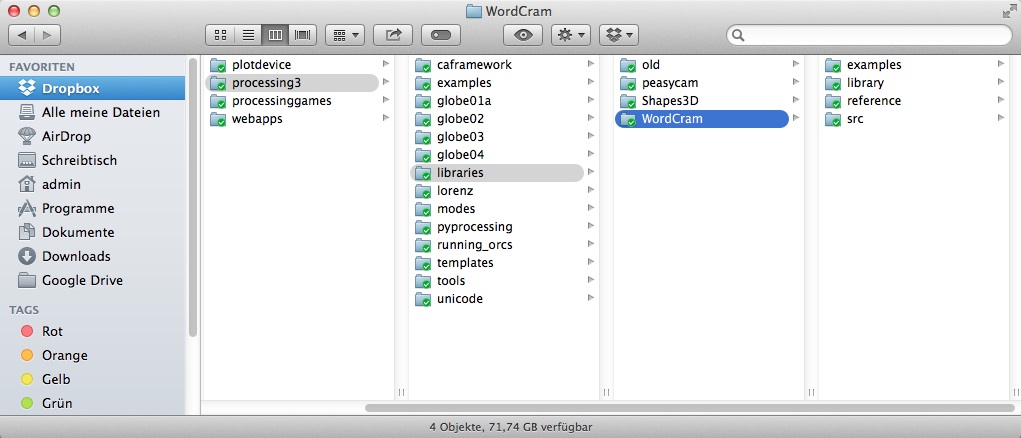 WordCram
FAVORITEN
Dropbox
Alle meine Dateien
AirDrop
Schreibtisch
admin
Programme
Dokumente
Downloads
Google Drive
TAGS
Rot
Orange
Gelb
Grün
plotdevice
processing3
processinggames
webapps
caframework
examples
globe01a
globe02
globe03
globe04
libraries
lorenz
modes
pyprocessing
running_orcs
templates
tools
unicode
old
peasycam
Shapes3D
WordCram
examples
library
reference
src
4 Objekte, 71,74 GB verfügbar